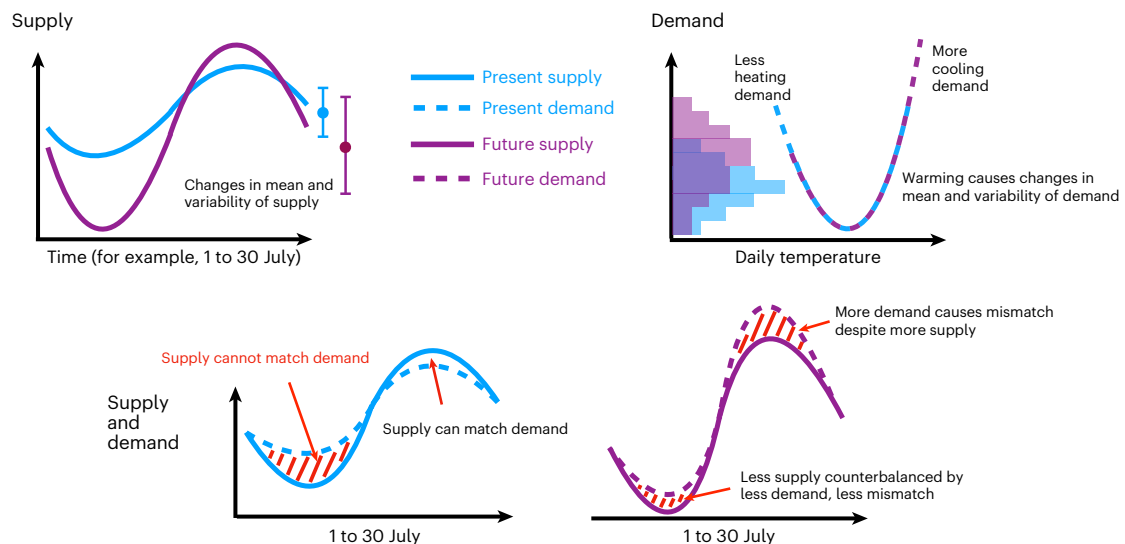 Supply
Changes in mean and
variability of supply
Time (for example, 1 to 30 July)
Present supply
Present demand
Future supply
Future demand
Demand
Less
heating
demand
More
cooling
demand
Warming causes changes in
mean and variability of demand
Daily temperature
Supply
and
demand
Supply cannot match demand
Supply can match demand
1 to 30 July
More demand causes mismatch
despite more supply
Less supply counterbalanced by
less demand, less mismatch
1 to 30 July